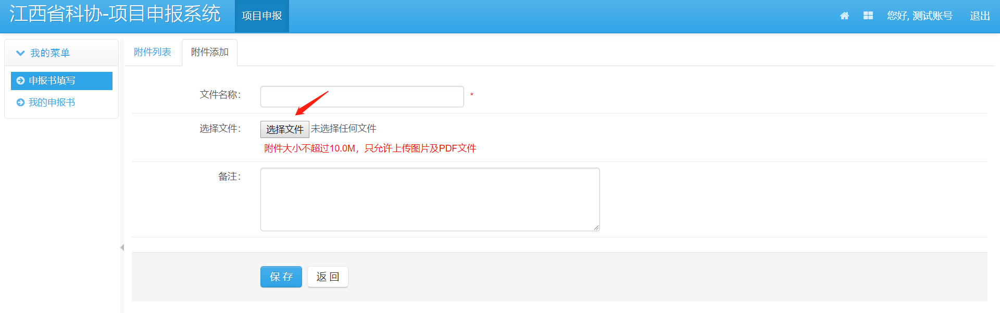 江西省科协-项目申报系统 项目申报 您好, 测试账号 退出
我的菜单
申报书填写
我的申报书
附件列表 附件添加
文件名称： *
选择文件： 选择文件 未选择任何文件
附件大小不超过10.0M，只允许上传图片及PDF文件
备注：
保 存 返 回